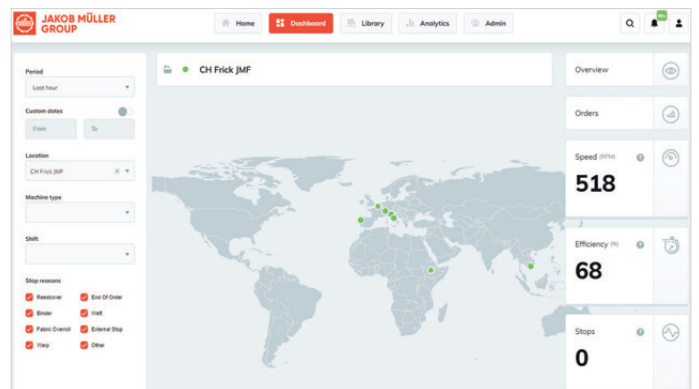 JAKOB MÜLLER
GROUP
Home
Dashboard
Library
Analytics
Admin
Period
Last hour
Custom dates
From
To
Location
CH Frick JMF
Machine type
Shift
Stop reasons
Readcover
End Of Order
Binder
Weft
Fabric Overroll
External Stop
Warp
Other
CH Frick JMF
Overview
Orders
Speed (RPM)
518
Efficiency (%)
68
Stops
0